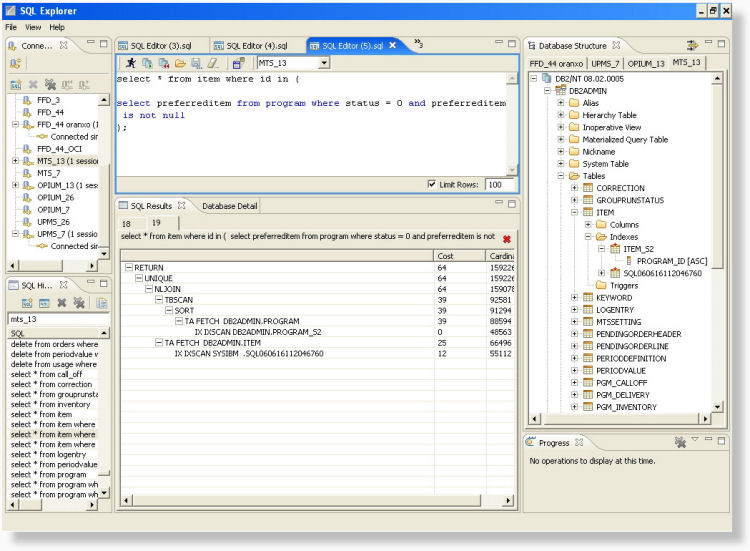 SQL Explorer
File View Help
Conne...
FFD_3
FFD_44
FFD_44 oranxo (1
Connected sir
FFD_44_OCI
MTS_13 (1 session
MTS_7
OPIUM_13 (1 sess
OPIUM_26
OPIUM_7
UPMS_26
UPMS_7 (1 sessio
Connected sir
SQL Hi...
mts_13
SQL
delete from orders where
delete from periodvalue w
delete from usage where
select * from call_off
select * from correction
select * from grouprunsta
select * from inventory
select * from item
select * from item where
select * from item where
select * from item where
select * from logentry
select * from periodvalue
select * from program
select * from program wh
select * from program wh
SQL Editor (3).sql
SQL Editor (4).sql
SQL Editor (5).sql
3
MTS_13
select * from item where id in (
select preferreditem from program where status = 0 and preferreditem
is not null
);
Limit Rows: 100
SQL Results
Database Detail
18
19
select * from item where id in ( select preferreditem from program where status = 0 and preferreditem is not
Cost Cardina
RETURN 64 159226
UNIQUE 64 159226
NLJOIN 64 159078
TBSCAN 39 92581
SORT 39 91294
TA FETCH DB2ADMIN.PROGRAM 39 88594
IX IXSCAN DB2ADMIN.PROGRAM_S2 0 48563
TA FETCH DB2ADMIN.ITEM 25 66496
IX IXSCAN SYSIBM .SQL060616112046760 12 55112
Database Structure
FFD_44 oranxo
UPMS_7
OPIUM_13
MTS_13
DB2/NT 08.02.0005
DB2ADMIN
Alias
Hierarchy Table
Inoperative View
Materialized Query Table
Nickname
System Table
Tables
CORRECTION
GROUPRUNSTATUS
ITEM
Columns
Indexes
ITEM_S2
PROGRAM_ID [ASC]
SQL060616112046760
Triggers
KEYWORD
LOGENTRY
MTSSETTING
PENDINGORDERHEADER
PENDINGORDERLINE
PERIODDEFINITION
PERIODVALUE
PGM_CALLOFF
PGM_DELIVERY
PGM_INVENTORY
Progress
No operations to display at this time.